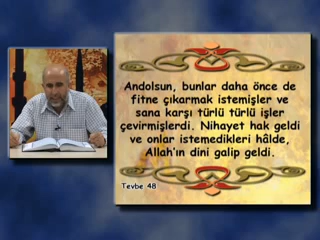 Andolsun, bunlar daha önce de
fitne çıkarmak istemişler ve
sana karşı türlü türlü işler
çevirmişlerdi. Nihayet hak geldi
ve onlar istemedikleri hâlde,
Allah'ın dini galip geldi.
Tevbe 48